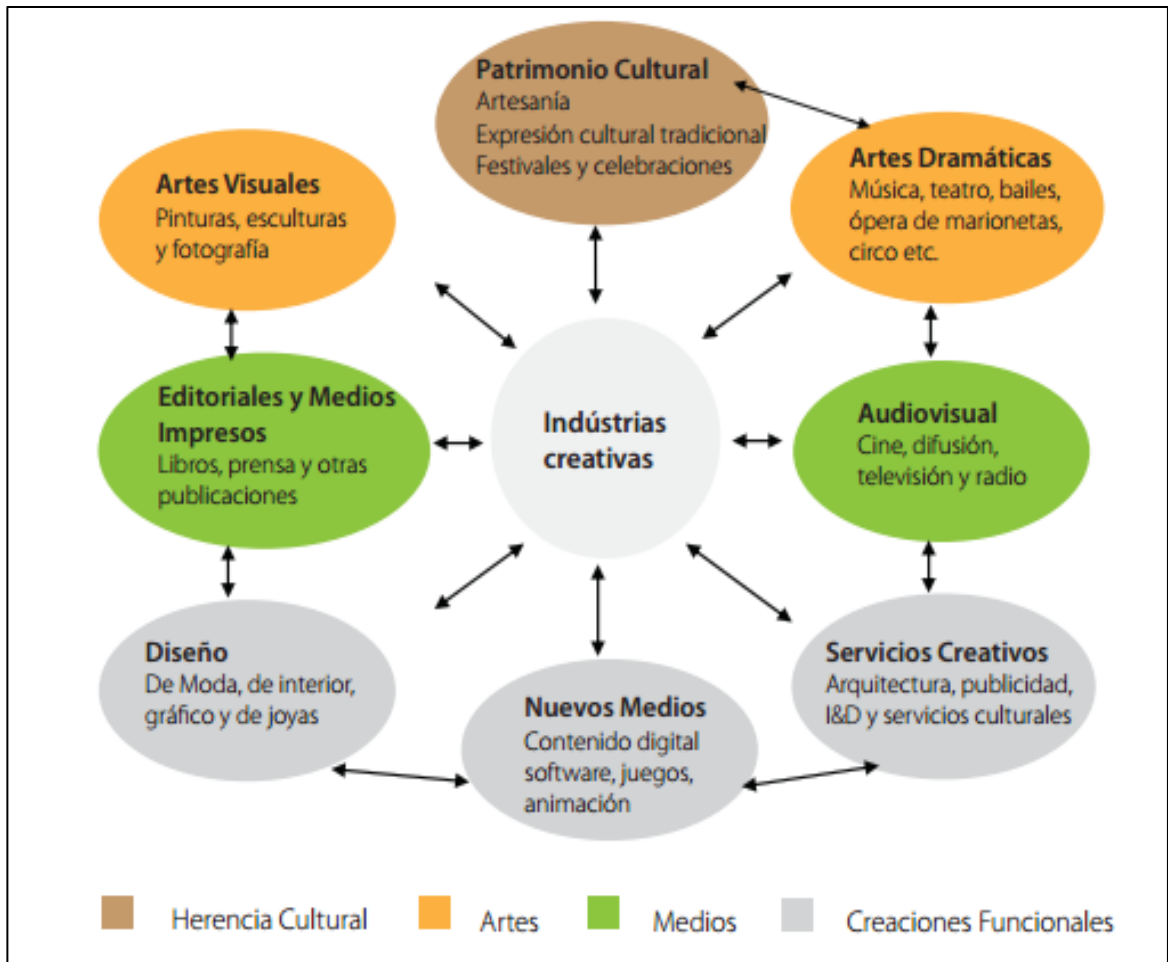 Patrimonio Cultural
Artesanía
Expresión cultural tradicional
Festivales y celebraciones
Artes Visuales
Pinturas, esculturas
y fotografía
Artes Dramáticas
Música, teatro, bailes,
ópera de marionetas,
circo etc.
Editoriales y Medios
Impresos
Libros, prensa y otras
publicaciones
Indústrias
creativas
Audiovisual
Cine, difusión,
televisión y radio
Diseño
De Moda, de interior,
gráfico y de joyas
Nuevos Medios
Contenido digital
software, juegos,
animación
Servicios Creativos
Arquitectura, publicidad,
I&D y servicios culturales
Herencia Cultural
Artes
Medios
Creaciones Funcionales